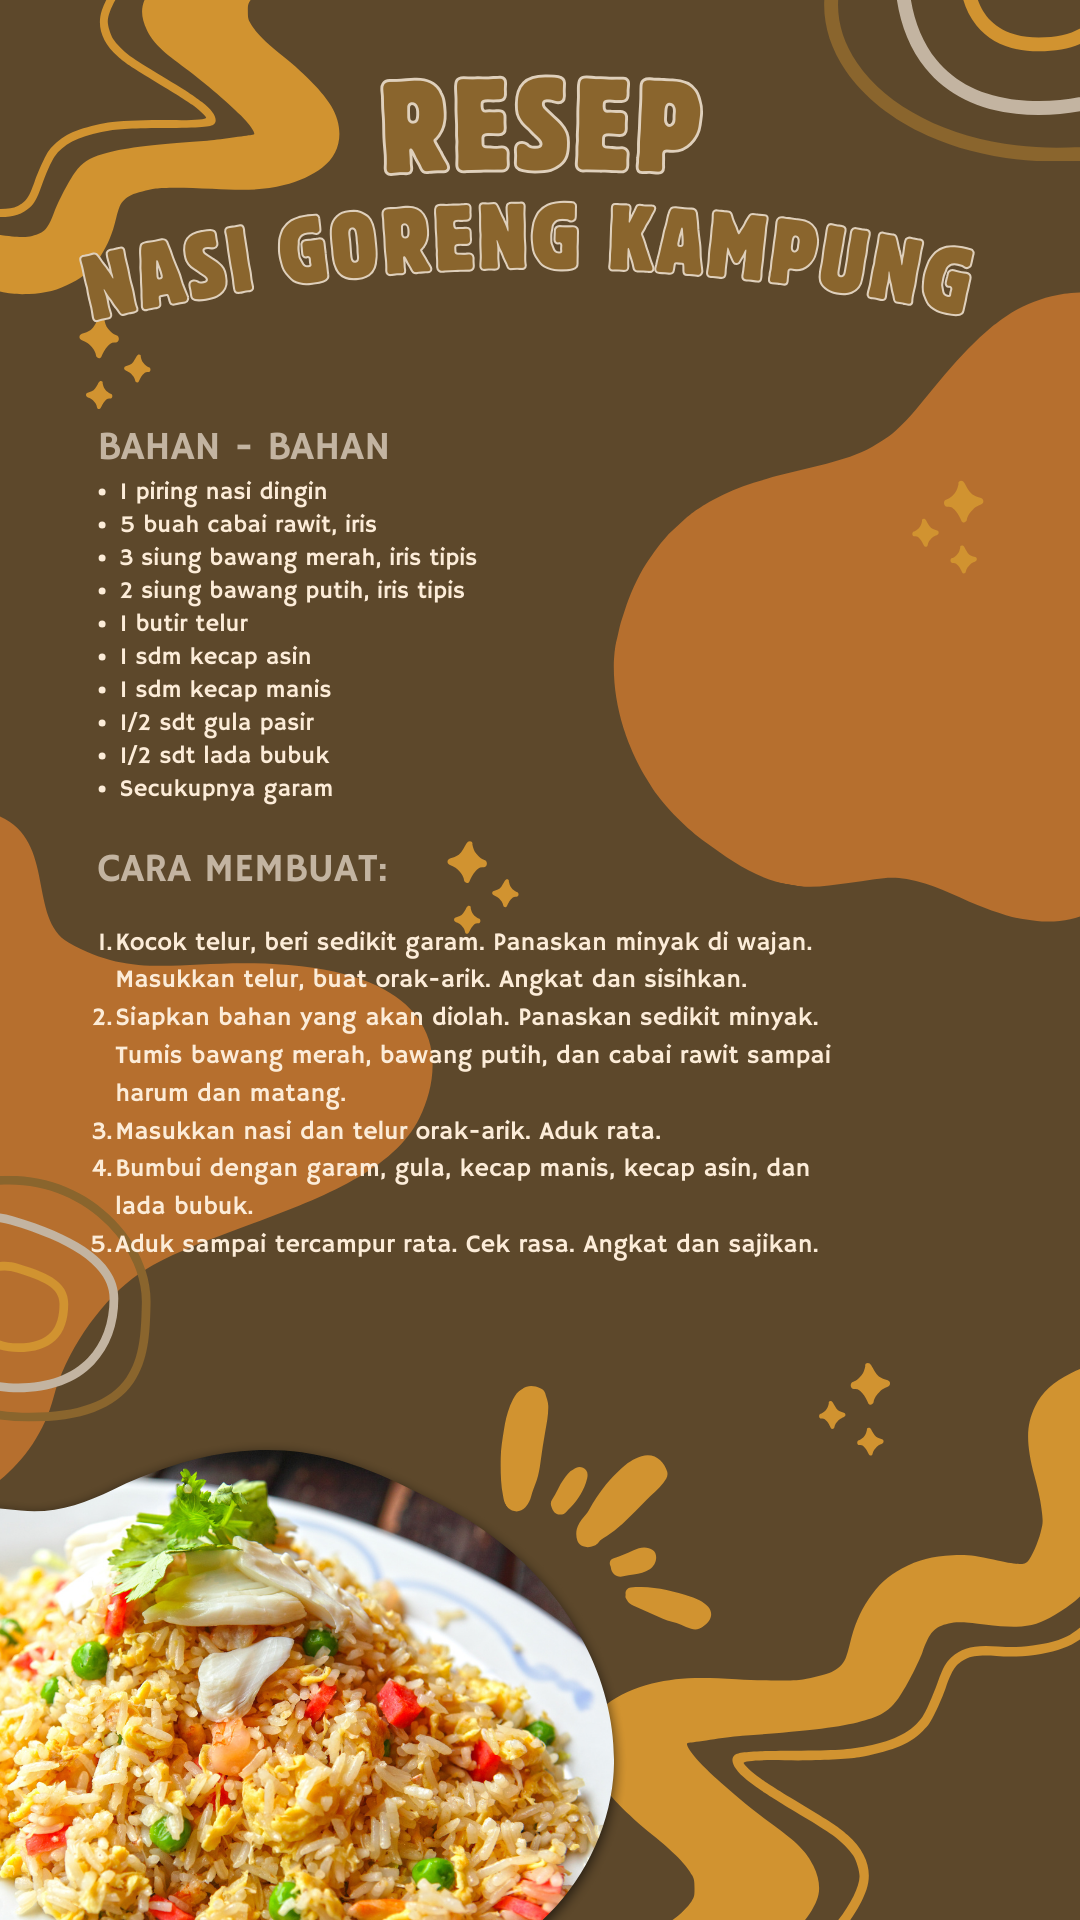 RESEP
NASI GORENG KAMPUNG
BAHAN - BAHAN
• 1 piring nasi dingin
• 5 buah cabai rawit, iris
• 3 siung bawang merah, iris tipis
• 2 siung bawang putih, iris tipis
• 1 butir telur
• 1 sdm kecap asin
• 1 sdm kecap manis
• 1/2 sdt gula pasir
• 1/2 sdt lada bubuk
• Secukupnya garam
CARA MEMBUAT:
1. Kocok telur, beri sedikit garam. Panaskan minyak di wajan.
Masukkan telur, buat orak-arik. Angkat dan sisihkan.
2. Siapkan bahan yang akan diolah. Panaskan sedikit minyak.
Tumis bawang merah, bawang putih, dan cabai rawit sampai
harum dan matang.
3. Masukkan nasi dan telur orak-arik. Aduk rata.
4. Bumbui dengan garam, gula, kecap manis, kecap asin, dan
lada bubuk.
5. Aduk sampai tercampur rata. Cek rasa. Angkat dan sajikan.